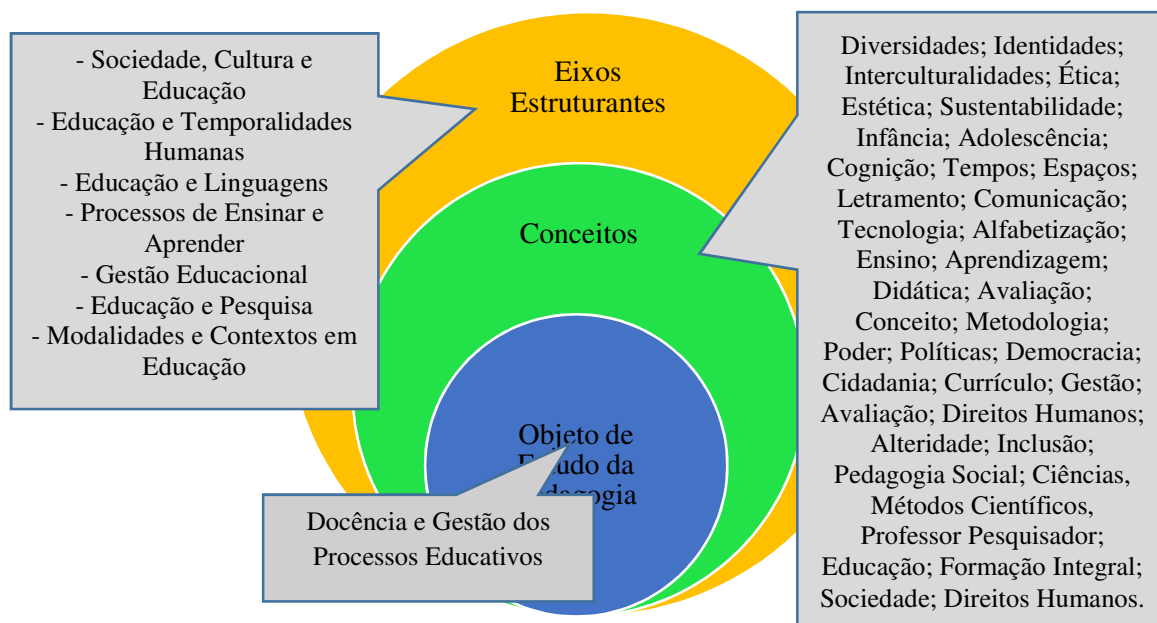 - Sociedade, Cultura e
Educação
- Educação e Temporalidades
Humanas
- Educação e Linguagens
- Processos de Ensinar e
Aprender
- Gestão Educacional
- Educação e Pesquisa
- Modalidades e Contextos em
Educação
Eixos
Estruturantes
Conceitos
Objeto de
Estudo da
Pedagogia
Docência e Gestão dos
Processos Educativos
Diversidades; Identidades;
Interculturalidades; Ética;
Estética; Sustentabilidade;
Infância; Adolescência;
Cognição; Tempos; Espaços;
Letramento; Comunicação;
Tecnologia; Alfabetização;
Ensino; Aprendizagem;
Didática; Avaliação;
Conceito; Metodologia;
Poder; Políticas; Democracia;
Cidadania; Currículo; Gestão;
Avaliação; Direitos Humanos;
Alteridade; Inclusão;
Pedagogia Social; Ciências,
Métodos Científicos,
Professor Pesquisador;
Educação; Formação Integral;
Sociedade; Direitos Humanos.